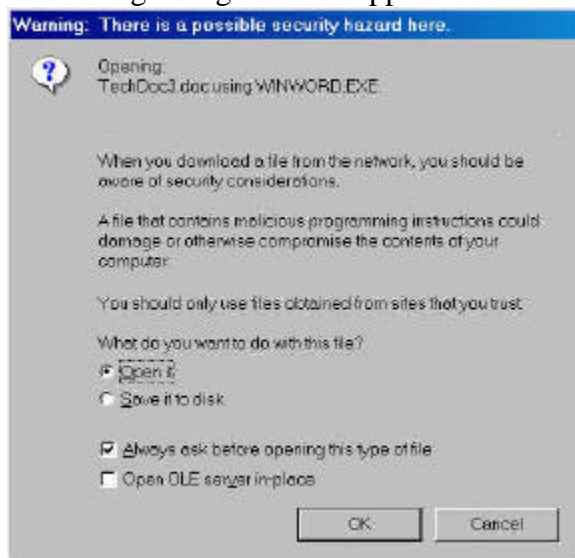 Warning: There is a possible security hazard here.
Opening:
TechDoc3.doc using WINWORD.EXE.
When you download a file from the network, you should be
aware of security considerations.
A file that contains malicious programming instructions could
damage or otherwise compromise the contents of your
computer.
You should only use files obtained from sites that you trust.
What do you want to do with this file?
Open it
Save it to disk
Always ask before opening this type of file
Open OLE server in-place
OK Cancel